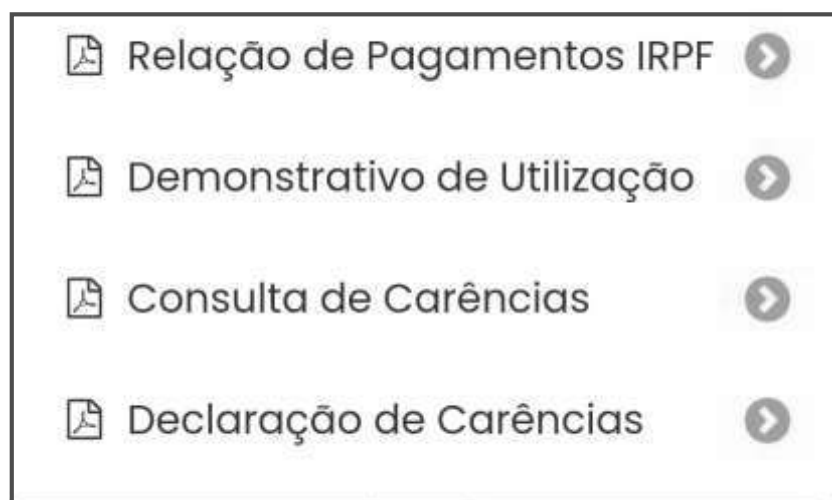 Relação de Pagamentos IRPF
Demonstrativo de Utilização
Consulta de Carências
Declaração de Carências